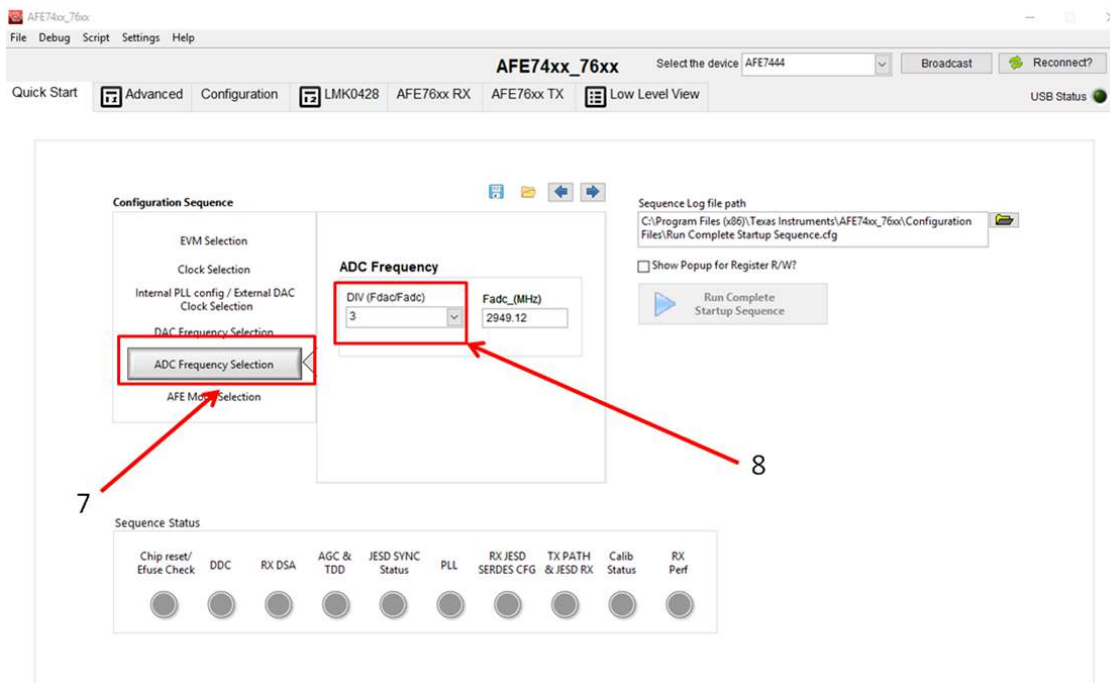 AFE74xx_76xx
File Debug Script Settings Help
AFE74xx_76xx
Select the device
AFE7444
Broadcast
Reconnect?
Quick Start
Advanced
Configuration
LMK0428
AFE76xx RX
AFE76xx TX
Low Level View
USB Status
Configuration Sequence
EVM Selection
Clock Selection
Internal PLL config / External DAC
Clock Selection
DAC Frequency Selection
ADC Frequency Selection
AFE Mode Selection
ADC Frequency
DIV (Fdac/Fadc)
3
Fadc_(MHz)
2949.12
Sequence Log file path
C:\Program Files (x86)\Texas Instruments\AFE74xx_76xx\Configuration
Files\Run Complete Startup Sequence.cfg
Show Popup for Register R/W?
Run Complete
Startup Sequence
7
8
Sequence Status
Chip reset/
Efuse Check
DDC
RX DSA
AGC &
TDD
JESD SYNC
Status
PLL
RX JESD
SERDES CFG
TX PATH
& JESD RX
Calib
Status
RX
Perf